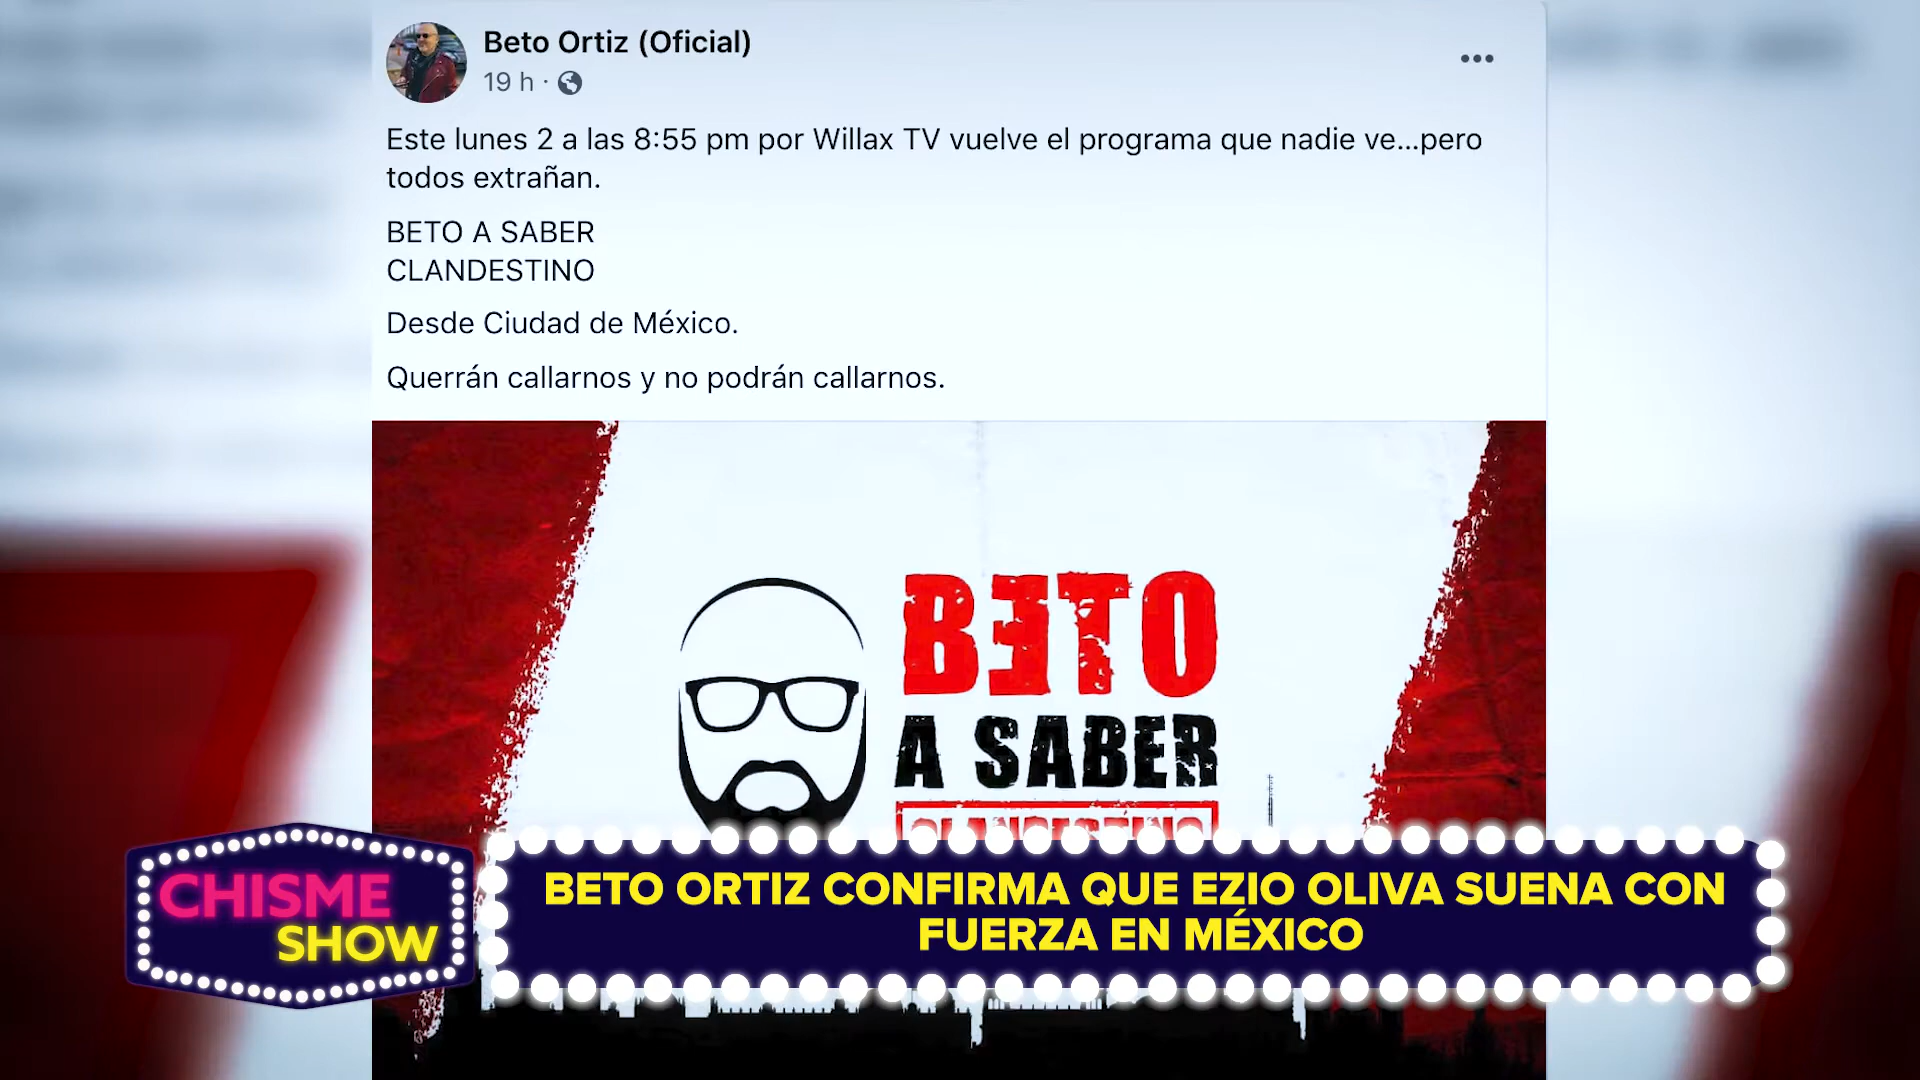 Beto Ortiz (Oficial)
19 h ·
Este lunes 2 a las 8:55 pm por Willax TV vuelve el programa que nadie ve...pero
todos extrañan.
BETO A SABER
CLANDESTINO
Desde Ciudad de México.
Querrán callarnos y no podrán callarnos.
BETO
A SABER
CLANDESTINO
CHISME
SHOW
BETO ORTIZ CONFIRMA QUE EZIO OLIVA SUENA CON
FUERZA EN MÉXICO